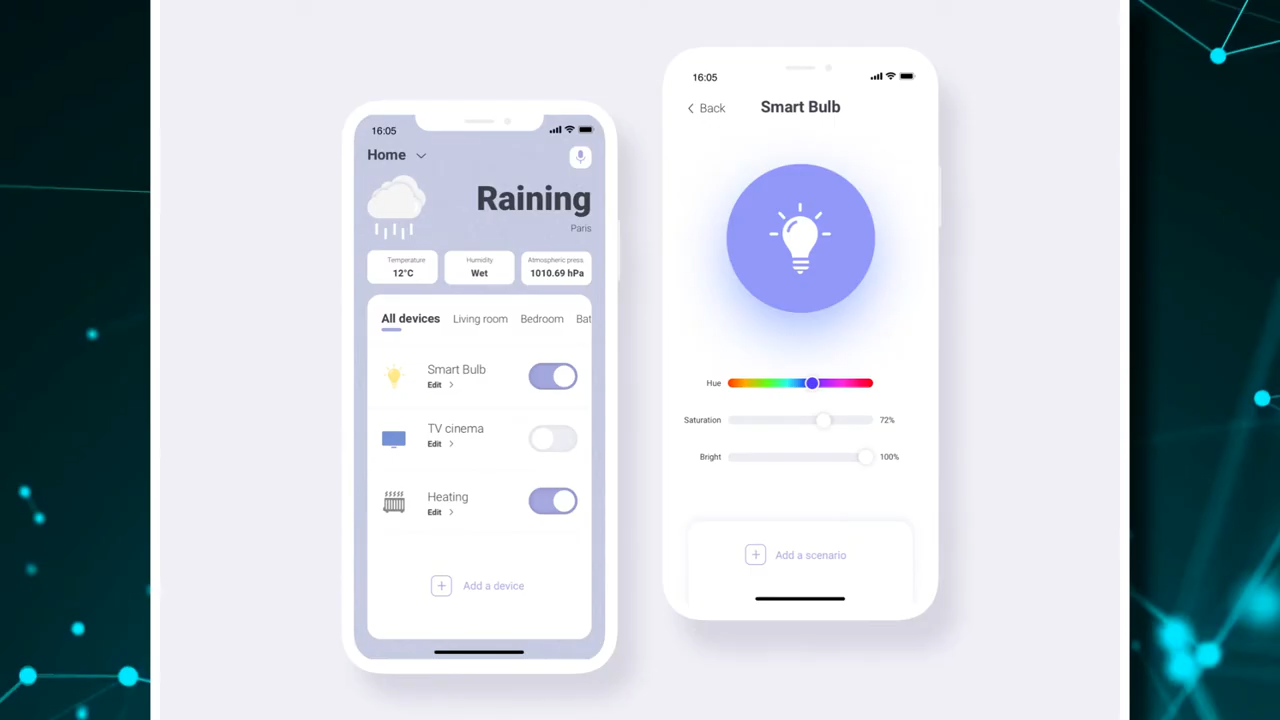 16:05
Home
Raining
Paris
Temperature
12°C
Humidity
Wet
Atmospheric press.
1010.69 hPa
All devices Living room Bedroom Bat
Smart Bulb
Edit >
TV cinema
Edit >
Heating
Edit >
+ Add a device
16:05
< Back
Smart Bulb
Hue
Saturation 72%
Bright 100%
+ Add a scenario